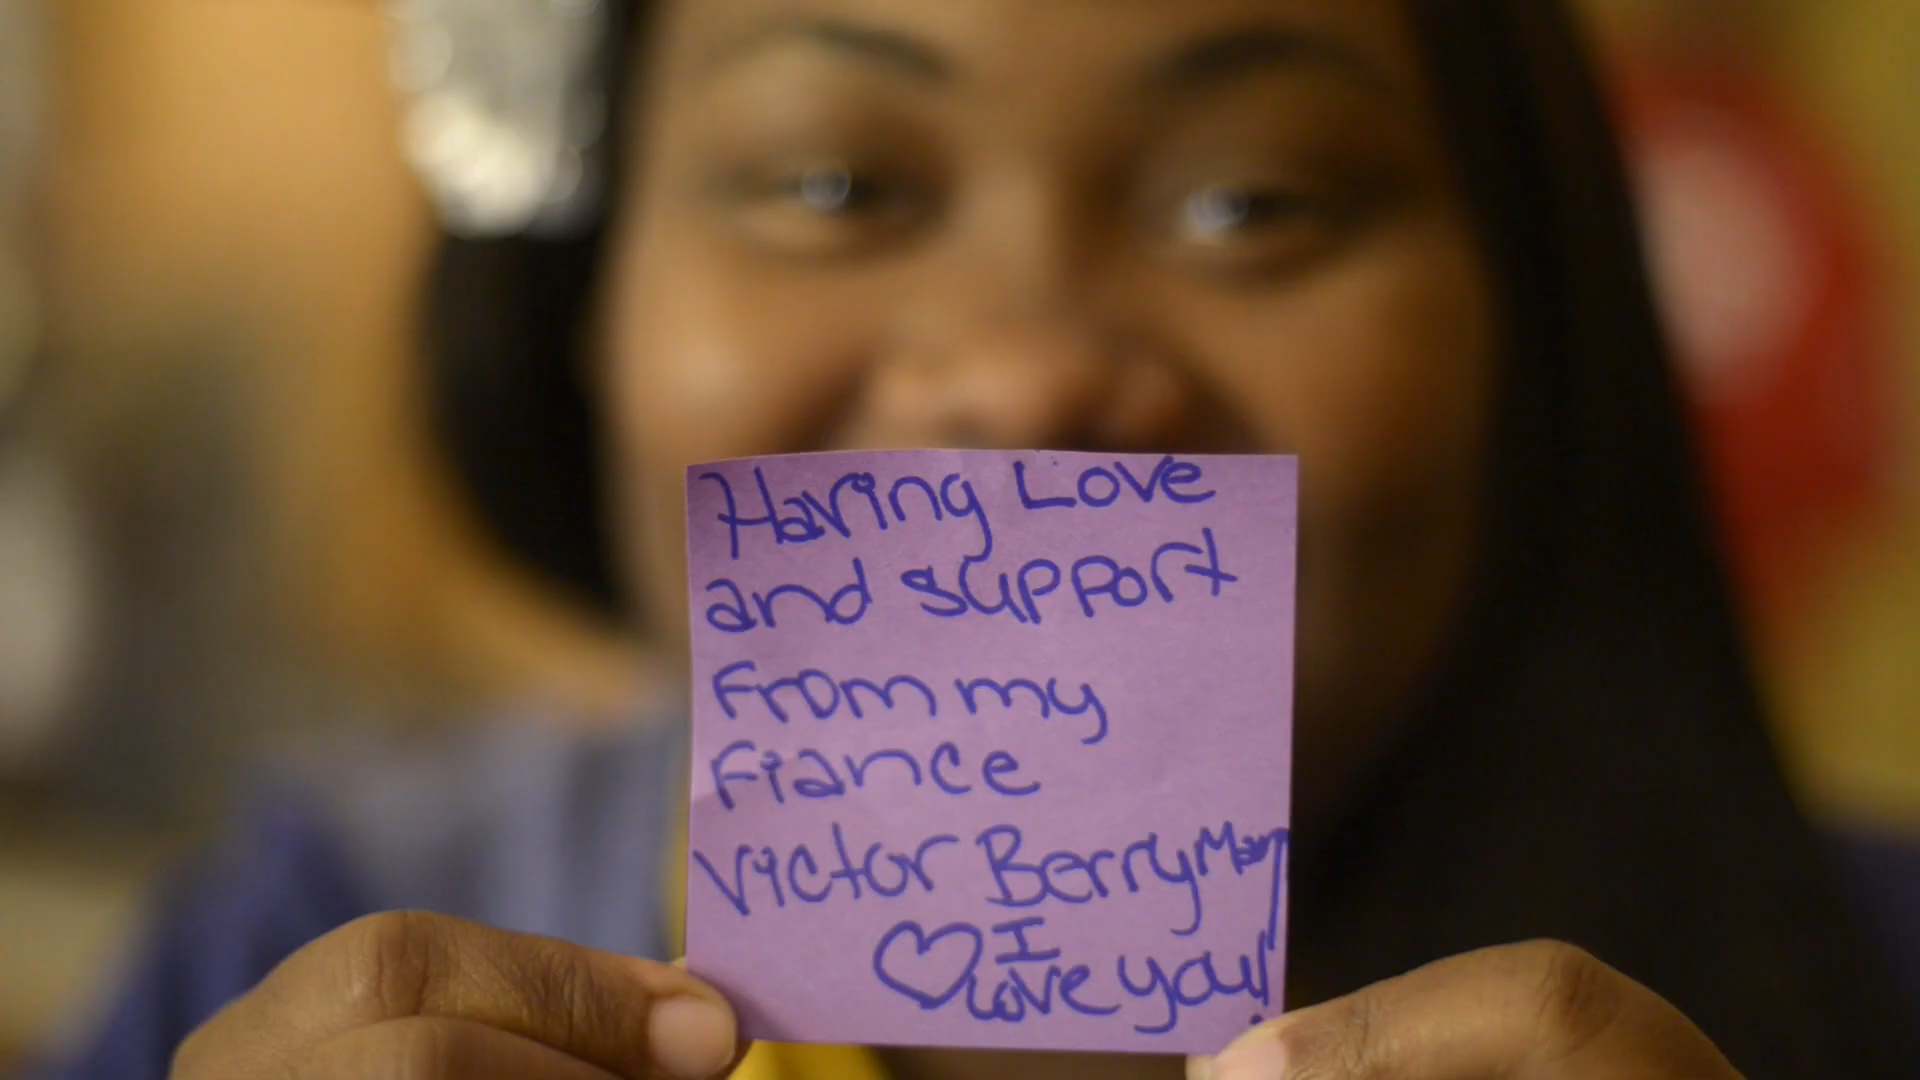 Having Love
and support
From my
Fiance
Victor Berryman
I
Love you!